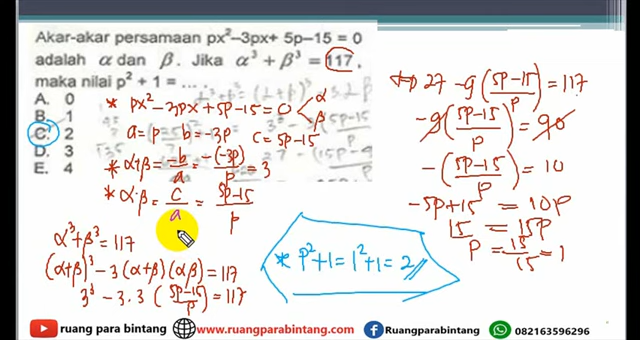 Akar-akar persamaan px²–3px+ 5p–15 = 0
adalah α dan β. Jika α³ + β³ = 117,
maka nilai p² + 1 = ...
A. 0
B. 1
C. 2
D. 3
E. 4
* px² - 3px + 5p - 15 = 0 < α β
a = p b = -3p c = 5p - 15
* α+β = -b/a = -(-3p)/p = 3
* α.β = c/a = (5p-15)/p
α³+β³ = 117
(α+β)³ - 3(α+β)(αβ) = 117
3³ - 3.3 ((5p-15)/p) = 117
⇔ 27 - 9((5p-15)/p) = 117
-9((5p-15)/p) = 90
-((5p-15)/p) = 10
-5p+15 = 10p
15 = 15p
p = 15/15 = 1
* p²+1 = 1²+1 = 2
ruang para bintang www.ruangparabintang.com Ruangparabintang 082163596296